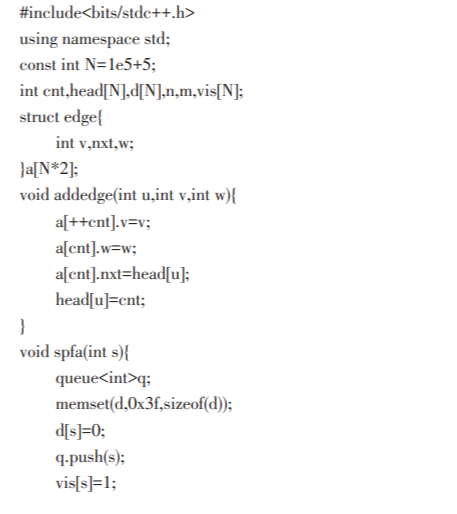 #include<bits/stdc++.h>
using namespace std;
const int N=1e5+5;
int cnt,head[N],d[N],n,m,vis[N];
struct edge{
int v,nxt,w;
}a[N*2];
void addedge(int u,int v,int w){
a[++cnt].v=v;
a[cnt].w=w;
a[cnt].nxt=head[u];
head[u]=cnt;
}
void spfa(int s){
queue<int>q;
memset(d,0x3f,sizeof(d));
d[s]=0;
q.push(s);
vis[s]=1;